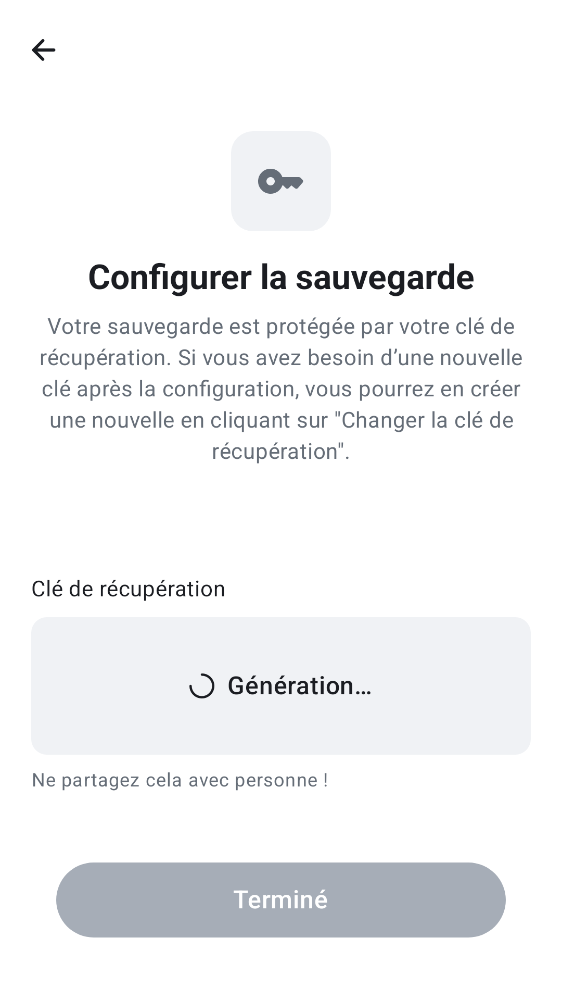 Configurer la sauvegarde
Votre sauvegarde est protégée par votre clé de
récupération. Si vous avez besoin d’une nouvelle
clé après la configuration, vous pourrez en créer
une nouvelle en cliquant sur "Changer la clé de
récupération".
Clé de récupération
Génération…
Ne partagez cela avec personne !
Terminé